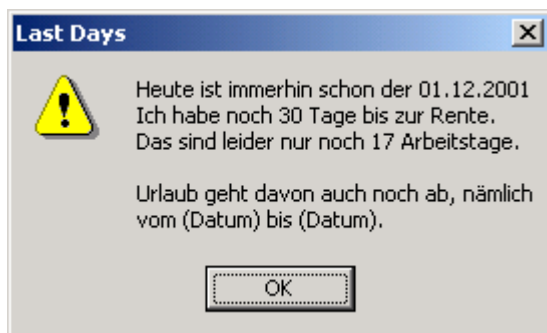 Last Days
Heute ist immerhin schon der 01.12.2001
Ich habe noch 30 Tage bis zur Rente.
Das sind leider nur noch 17 Arbeitstage.
Urlaub geht davon auch noch ab, nämlich
vom (Datum) bis (Datum).
OK